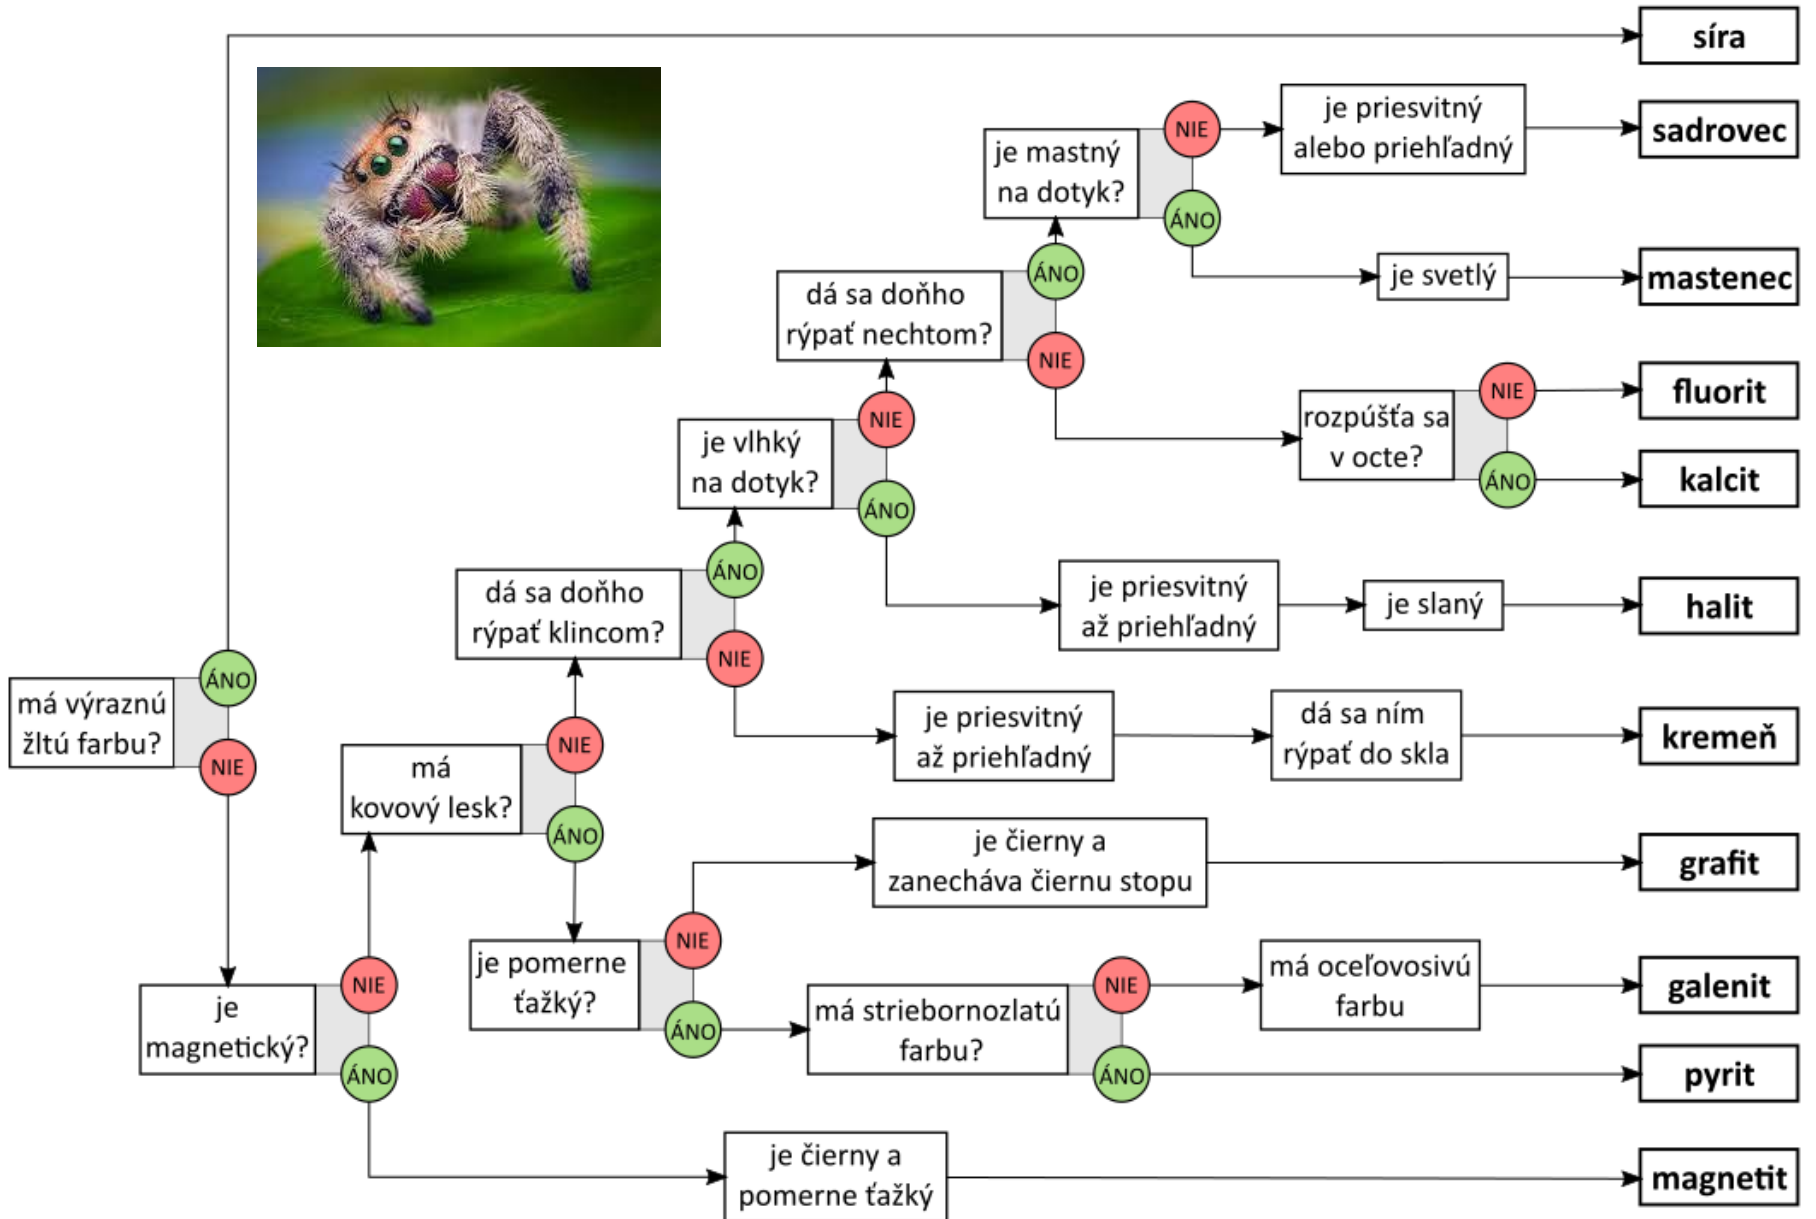 síra
je priesvitný
alebo priehľadný
sadrovec
je mastný
na dotyk?
NIE
ÁNO
je svetlý
mastenec
dá sa doňho
rýpať nechtom?
ÁNO
NIE
rozpúšťa sa
v octe?
NIE
fluorit
ÁNO
kalcit
je vlhký
na dotyk?
NIE
ÁNO
je priesvitný
až priehľadný
je slaný
halit
dá sa doňho
rýpať klincom?
ÁNO
NIE
je priesvitný
až priehľadný
dá sa ním
rýpať do skla
kremeň
má výraznú
žltú farbu?
ÁNO
NIE
má
kovový lesk?
NIE
ÁNO
je čierny a
zanecháva čiernu stopu
grafit
je pomerne
ťažký?
NIE
ÁNO
má striebornozlatú
farbu?
NIE
ÁNO
má oceľovosivú
farbu
galenit
pyrit
je
magnetický?
NIE
ÁNO
je čierny a
pomerne ťažký
magnetit